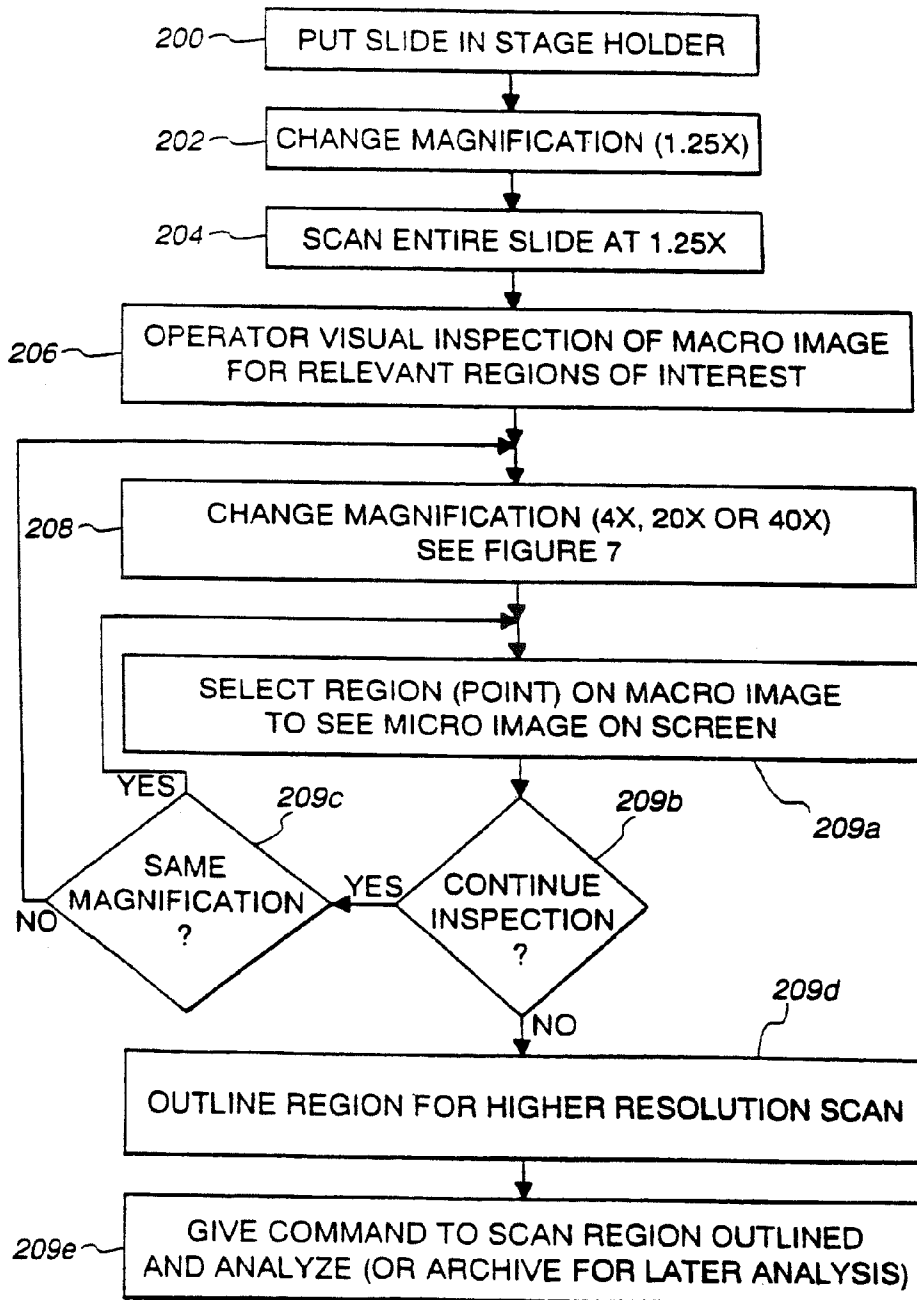 200
PUT SLIDE IN STAGE HOLDER
202
CHANGE MAGNIFICATION (1.25X)
204
SCAN ENTIRE SLIDE AT 1.25X
206
OPERATOR VISUAL INSPECTION OF MACRO IMAGE
FOR RELEVANT REGIONS OF INTEREST
208
CHANGE MAGNIFICATION (4X, 20X OR 40X)
SEE FIGURE 7
SELECT REGION (POINT) ON MACRO IMAGE
TO SEE MICRO IMAGE ON SCREEN
209a
209b
CONTINUE
INSPECTION
?
YES
209c
SAME
MAGNIFICATION
?
YES
NO
NO
209d
OUTLINE REGION FOR HIGHER RESOLUTION SCAN
209e
GIVE COMMAND TO SCAN REGION OUTLINED
AND ANALYZE (OR ARCHIVE FOR LATER ANALYSIS)